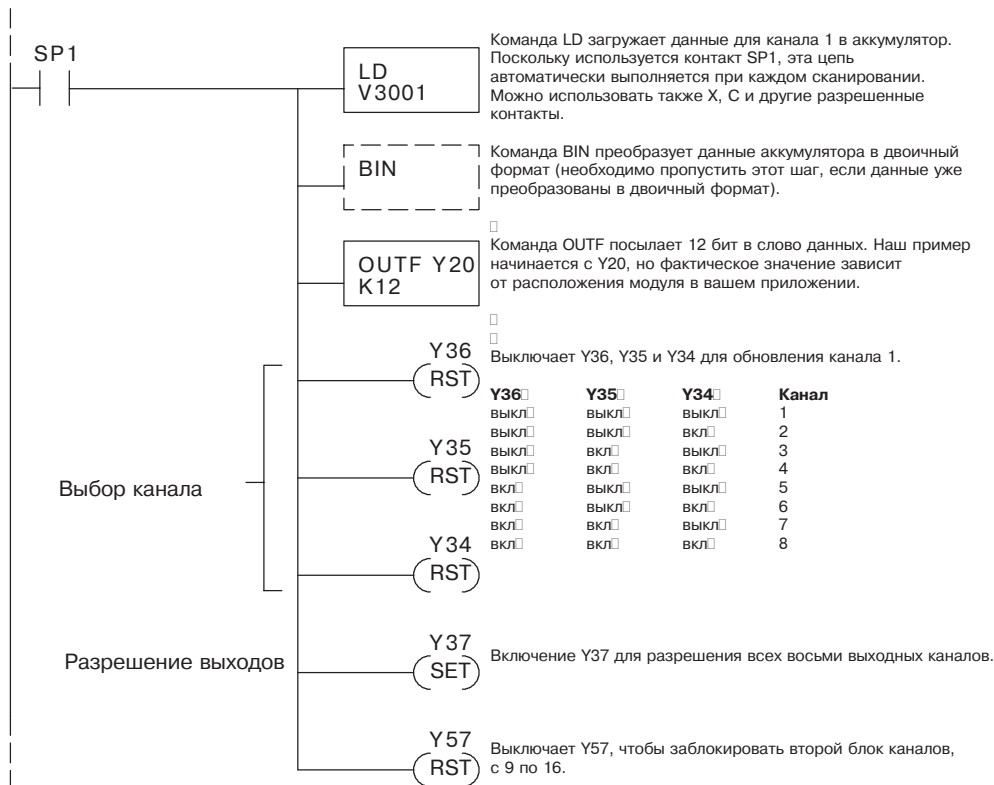 SP1
LD
V3001
Команда LD загружает данные для канала 1 в аккумулятор.
Поскольку используется контакт SP1, эта цепь
автоматически выполняется при каждом сканировании.
Можно использовать также X, C и другие разрешенные
контакты.
BIN
Команда BIN преобразует данные аккумулятора в двоичный
формат (необходимо пропустить этот шаг, если данные уже
преобразованы в двоичный формат).
OUTF Y20
K12
Команда OUTF посылает 12 бит в слово данных. Наш пример
начинается с Y20, но фактическое значение зависит
от расположения модуля в вашем приложении.
Y36
RST
Выключает Y36, Y35 и Y34 для обновления канала 1.
Y36 Y35 Y34 Канал
выкл выкл выкл 1
выкл выкл вкл 2
выкл вкл выкл 3
выкл вкл вкл 4
вкл выкл выкл 5
вкл выкл вкл 6
вкл вкл выкл 7
вкл вкл вкл 8
Y35
RST
Выбор канала
Y34
RST
Разрешение выходов
Y37
SET
Включение Y37 для разрешения всех восьми выходных каналов.
Y57
RST
Выключает Y57, чтобы заблокировать второй блок каналов,
с 9 по 16.